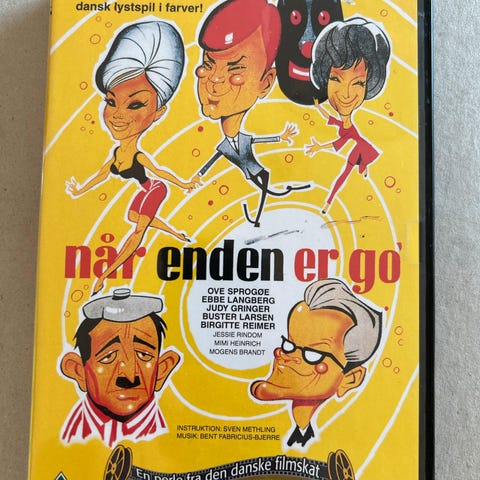 dansk lystspil i farver!
når enden er go'
OVE SPROGØE
EBBE LANGBERG
JUDY GRINGER
BUSTER LARSEN
BIRGITTE REIMER
JESSIE RINDOM
MIMI HEINRICH
MOGENS BRANDT
INSTRUKTION: SVEN METHLING
MUSIK: BENT FABRICIUS-BJERRE
En perle fra den danske filmskat